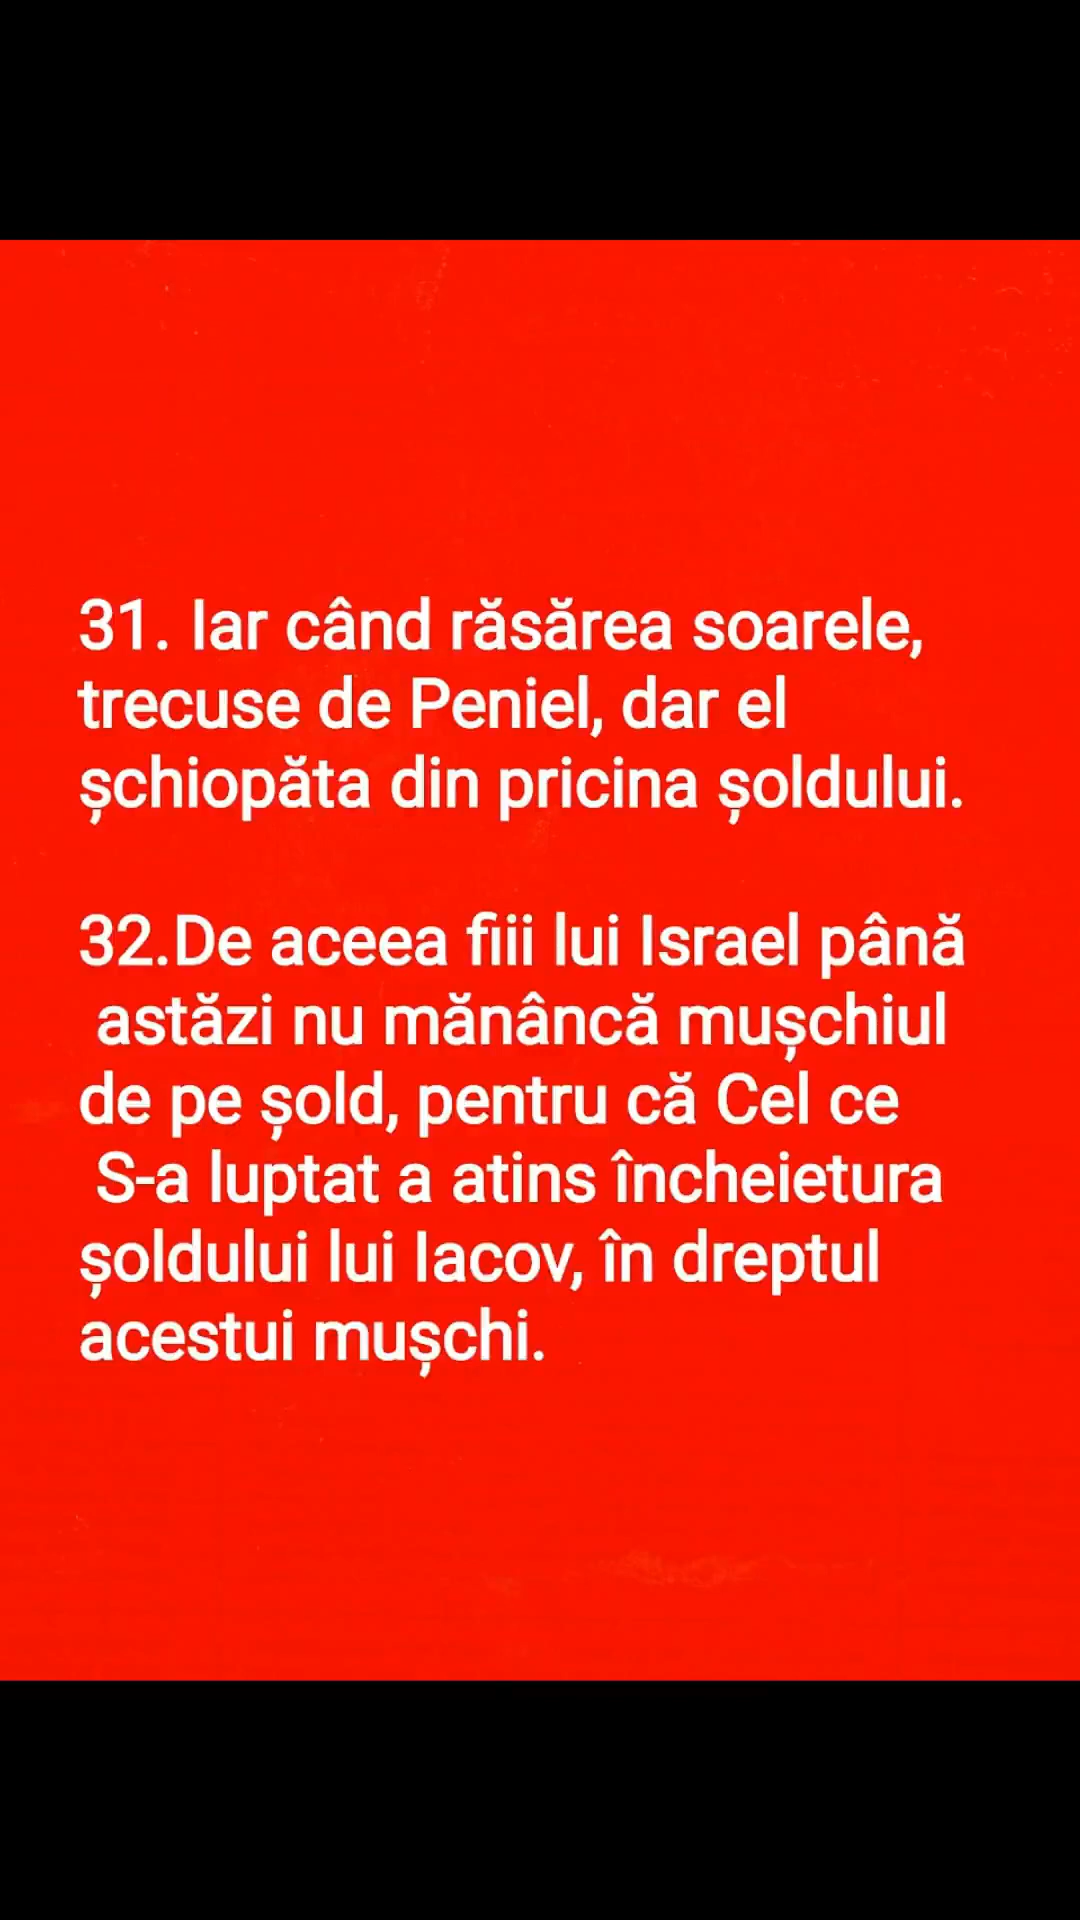 31. Iar când răsărea soarele,
trecuse de Peniel, dar el
șchiopăta din pricina șoldului.
32.De aceea fiii lui Israel până
astăzi nu mănâncă mușchiul
de pe șold, pentru că Cel ce
S-a luptat a atins încheietura
șoldului lui Iacov, în dreptul
acestui mușchi.